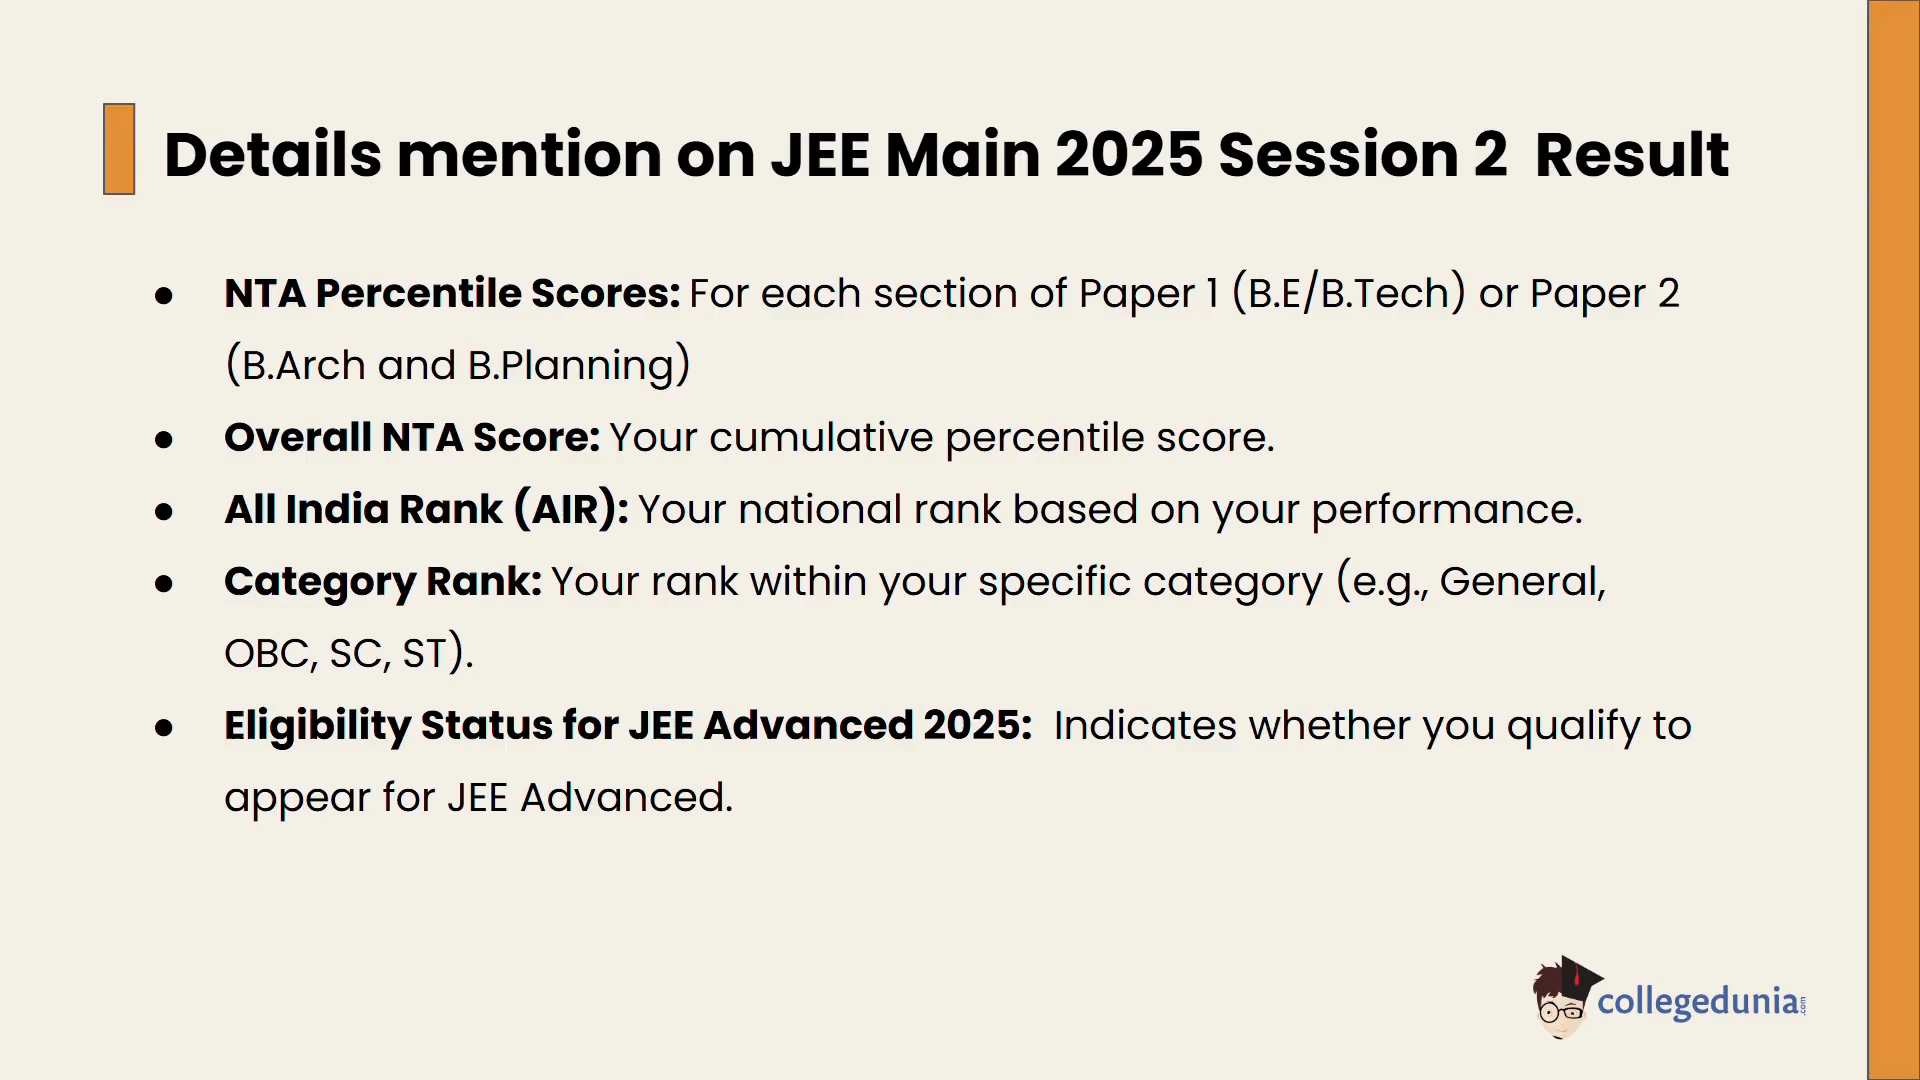 Details mention on JEE Main 2025 Session 2  Result
● NTA Percentile Scores: For each section of Paper 1 (B.E/B.Tech) or Paper 2
(B.Arch and B.Planning)
● Overall NTA Score: Your cumulative percentile score.
● All India Rank (AIR): Your national rank based on your performance.
● Category Rank: Your rank within your specific category (e.g., General,
OBC, SC, ST).
● Eligibility Status for JEE Advanced 2025:  Indicates whether you qualify to
appear for JEE Advanced.
collegedunia.com